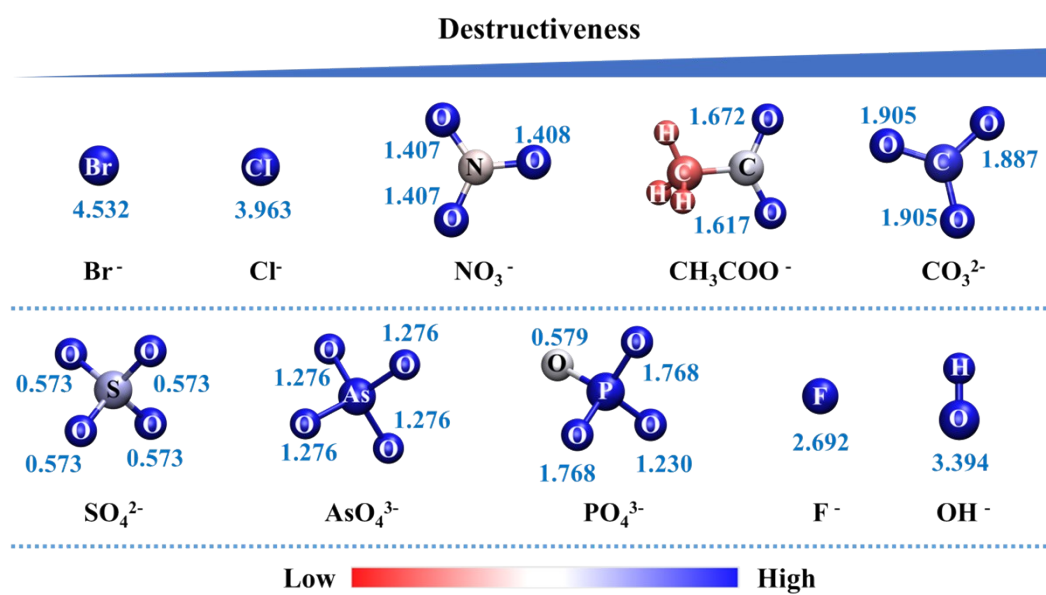 Destructiveness
Br
4.532
Br⁻
Cl
3.963
Cl⁻
O
1.407
1.408
N
O
1.407
O
NO₃⁻
1.672
O
H
C
C
H
H
1.617
O
CH₃COO⁻
1.905
O
O
C
1.887
1.905
O
CO₃²⁻
O
O
0.573
S
0.573
O
O
0.573
0.573
SO₄²⁻
1.276
O
O
1.276
As
1.276
O
O
1.276
AsO₄³⁻
0.579
O
O
1.768
P
O
O
1.768
1.230
PO₄³⁻
F
2.692
F⁻
H
O
3.394
OH⁻
Low
High